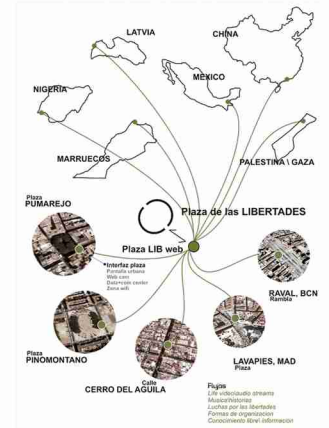 LATVIA
CHINA
MEXICO
NIGERIA
MARRUECOS
PALESTINA \ GAZA
Plaza de las LIBERTADES
Plaza
PUMAREJO
Plaza LIB web
Interfaz plaza
Pantalla urbana
Web com
Data+com center
Zona wifi
RAVAL, BCN
Rambla
Plaza
PINOMONTANO
Calle
CERRO DEL AGUILA
LAVAPIES, MAD
Plaza
Flujos
Life video/audio streams
Musica/historias
Luchas por las libertades
Formas de organizacion
Conocimiento libre\ informacion